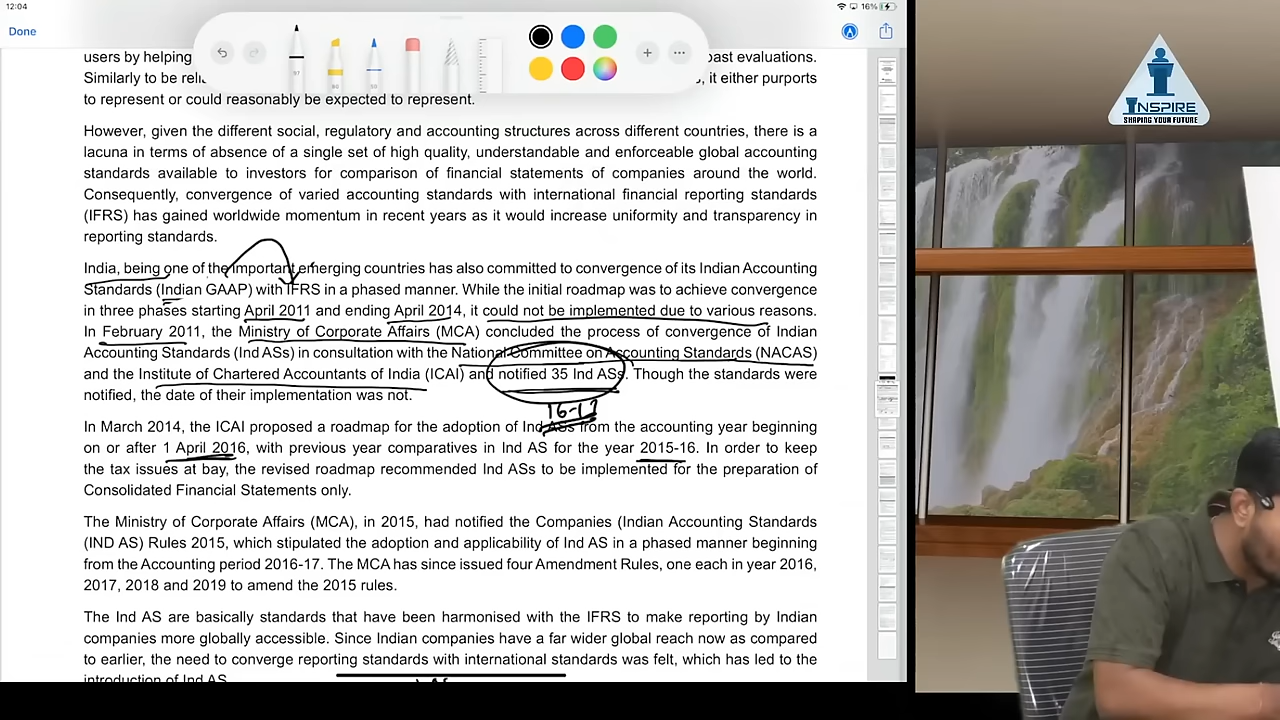 12:04
16%
Done
97
80
50
users by helping
past evaluations.
it either purports
to represent or could reasonably be expected to represent.
However, given the different social, regulatory and accounting structures across different countries, there is a
lacuna in terms of absence of a single set of high quality, understandable and enforceable global accounting
standards available to investors for comparison of financial statements of companies around the world.
Consequently, convergence of varied accounting standards with international financial reporting standards
(IFRS) has gained worldwide momentum in recent years as it would increase uniformity and transparency in
reporting standards.
India, being one of the important emerging countries has also committed to convergence of its Indian Accounting
Standards (Indian GAAP) with IFRS in a phased manner. While the initial roadmap was to achieve convergence
in three phases starting April 2011 and ending April 201, it could not be implemented due to various reasons.
In February 2011, the Ministry of Corporate Affairs (MCA) concluded the process of convergence of Indian
Accounting Standards (Ind ASs) in consultation with the National Committee on Accounting Standards (NACAS)
and the Institute of Chartered Accountants of India (ICAI) and notified 35 Ind ASs. Though the standards were
notified, the date of their implementation was not.
16-17
In March 2014, the ICAI proposed a roadmap for the adoption of Ind ASs from the accounting year beginning
on or after 1 April 2016, with previous year comparatives in Ind AS for the year 2015-16. In order to keep
the tax issues at bay, the revised roadmap recommended Ind ASs to be implemented for the preparation of
Consolidated Financial Statements only.
The Ministry of Corporate Affairs (MCA), in 2015, had notified the Companies (Indian Accounting Standards
(IND AS) Rules 2015, which stipulated the adoption and applicability of Ind AS in a phased manner beginning
from the Accounting period 2016-17. The MCA has since issued four Amendment Rules, one each in year 2016,
2017, 2018 and 2019 to amend the 2015 rules.
The Ind AS are basically standards that have been harmonised with the IFRS to make reporting by Indian
companies more globally accessible. Since Indian companies have a far wider global reach now as compared
to earlier, the need to converge reporting standards with international standards was felt, which has led to the
introduction of Ind AS.
INSPIRE
SHAPING YOUR FUTURE